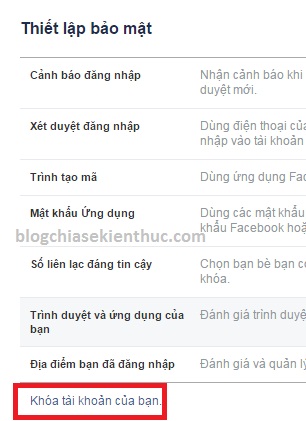 Thiết lập bảo mật
Cảnh báo đăng nhập
Nhận cảnh báo khi
duyệt mới.
Xét duyệt đăng nhập
Dùng điện thoại củ
nhập vào tài khoản
Trình tạo mã
Dùng ứng dụng Fa
Mật khẩu Ứng dụng
Dùng các mật khẩu
khẩu Facebook hoặ
blogchiasekienthuc.com
Số liên lạc đáng tin cậy
Chọn bạn bè bạn c
khóa.
Trình duyệt và ứng dụng của
bạn
Đánh giá trình duyệ
Địa điểm bạn đã đăng nhập
Đánh giá và quản l
Khóa tài khoản của bạn.